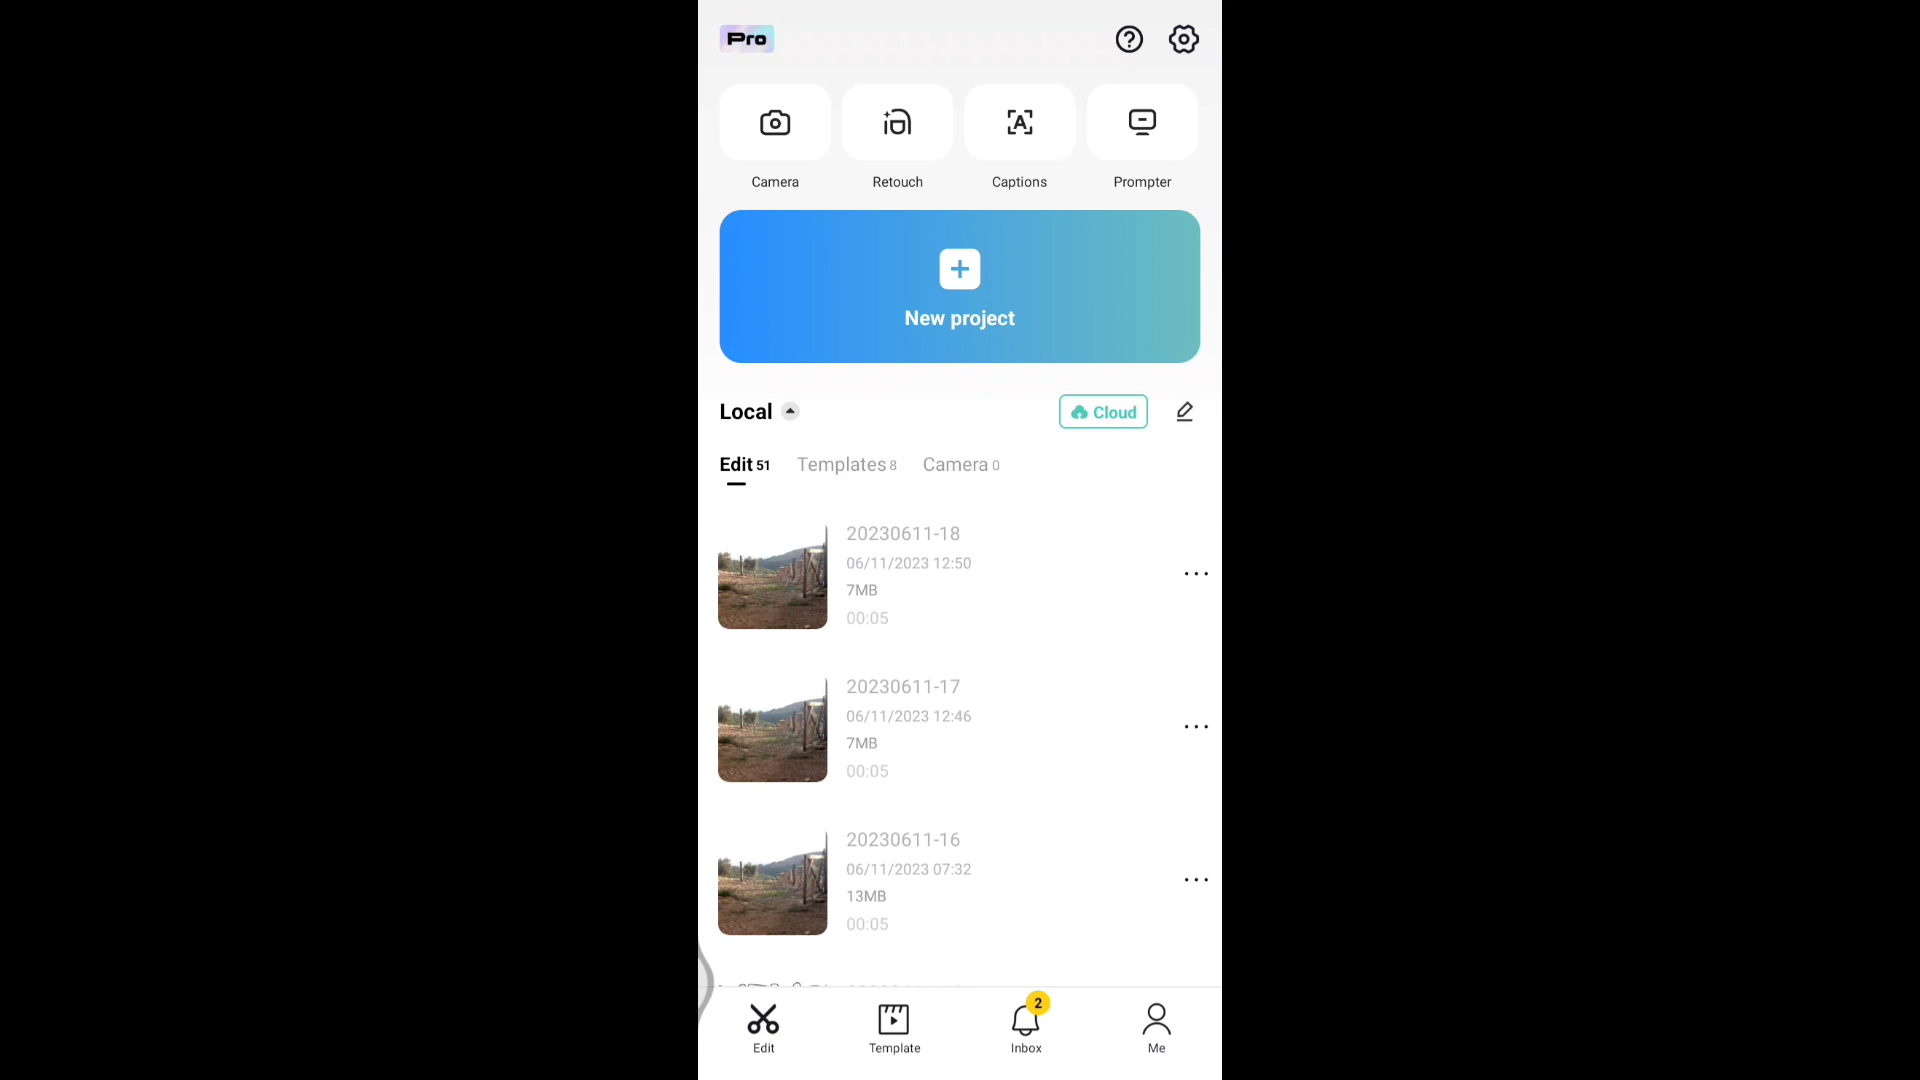 Pro
Camera
Retouch
Captions
Prompter
New project
Local
Cloud
Edit 51
Templates 8
Camera 0
20230611-18
06/11/2023 12:50
7MB
00:05
20230611-17
06/11/2023 12:46
7MB
00:05
20230611-16
06/11/2023 07:32
13MB
00:05
2
Edit
Template
Inbox
Me